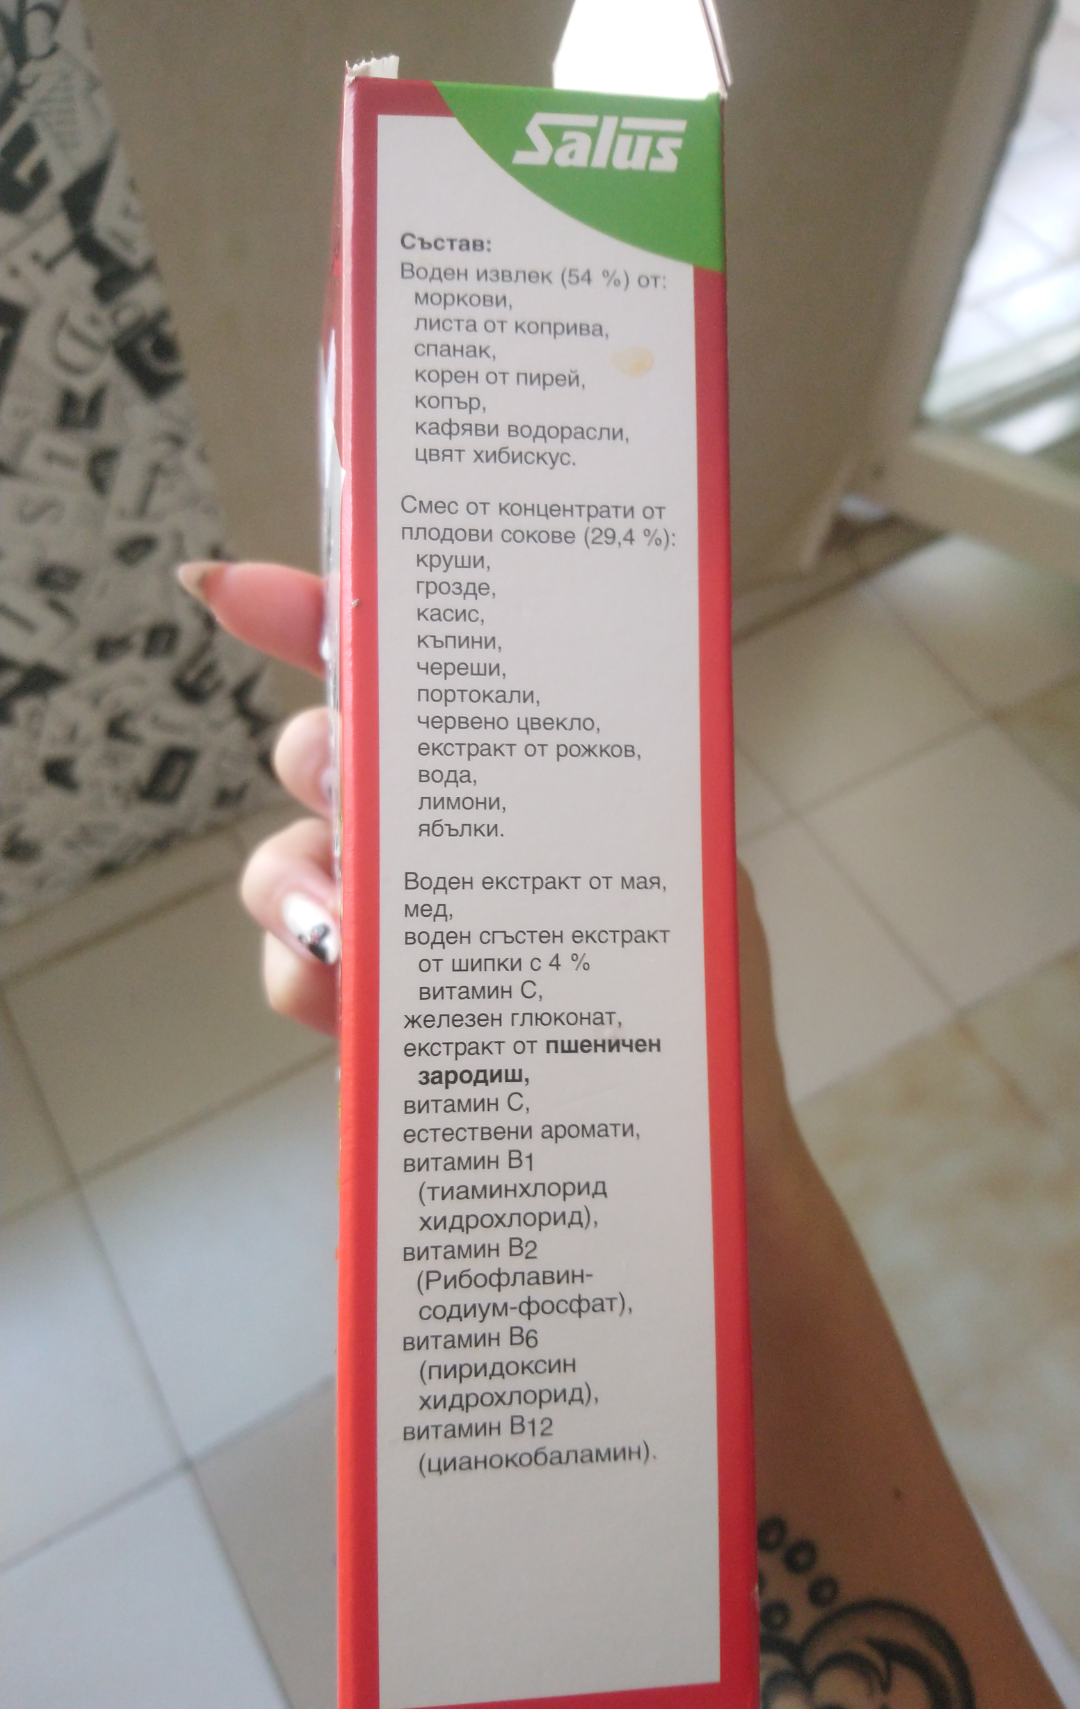 Salus
Състав:
Воден извлек (54 %) от:
моркови,
листа от коприва,
спанак,
корен от пирей,
копър,
кафяви водорасли,
цвят хибискус.
Смес от концентрати от
плодови сокове (29,4 %):
круши,
грозде,
касис,
къпини,
череши,
портокали,
червено цвекло,
екстракт от рожков,
вода,
лимони,
ябълки.
Воден екстракт от мая,
мед,
воден сгъстен екстракт
от шипки с 4 %
витамин С,
железен глюконат,
екстракт от пшеничен
зародиш,
витамин С,
естествени аромати,
витамин В1
(тиаминхлорид
хидрохлорид),
витамин В2
(Рибофлавин-
содиум-фосфат),
витамин В6
(пиридоксин
хидрохлорид),
витамин В12
(цианокобаламин).